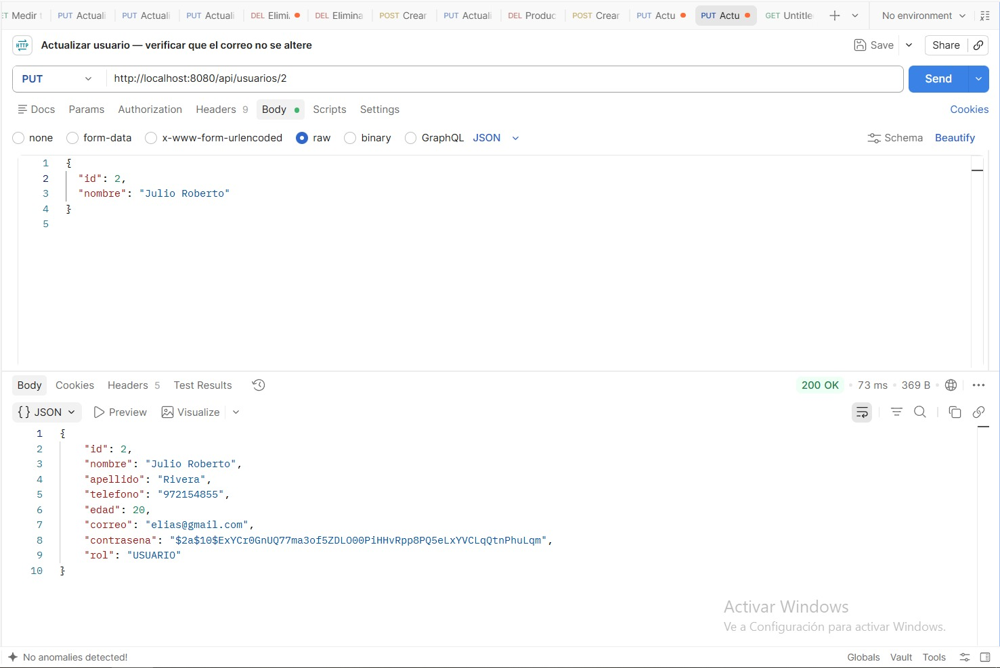 ET Medir t PUT Actuali PUT Actuali PUT Actuali DEL Elimi. DEL Elimina POST Crear PUT Actuali DEL Produc POST Crear PUT Actu PUT Actu GET Untitle No environment
HTTP Actualizar usuario — verificar que el correo no se altere Save Share
PUT http://localhost:8080/api/usuarios/2 Send
Docs Params Authorization Headers 9 Body Scripts Settings Cookies
none form-data x-www-form-urlencoded raw binary GraphQL JSON Schema Beautify
1 {
2 "id": 2,
3 "nombre": "Julio Roberto"
4 }
5
Body Cookies Headers 5 Test Results 200 OK 73 ms 369 B
{} JSON Preview Visualize
1 {
2 "id": 2,
3 "nombre": "Julio Roberto",
4 "apellido": "Rivera",
5 "telefono": "972154855",
6 "edad": 20,
7 "correo": "elias@gmail.com",
8 "contrasena": "$2a$10$ExYCr0GnUQ77ma3of5ZDLO00PiHHvRpp8PQ5eLxYVCLqQtnPhuLqm",
9 "rol": "USUARIO"
10 }
Activar Windows
Ve a Configuración para activar Windows.
No anomalies detected! Globals Vault Tools